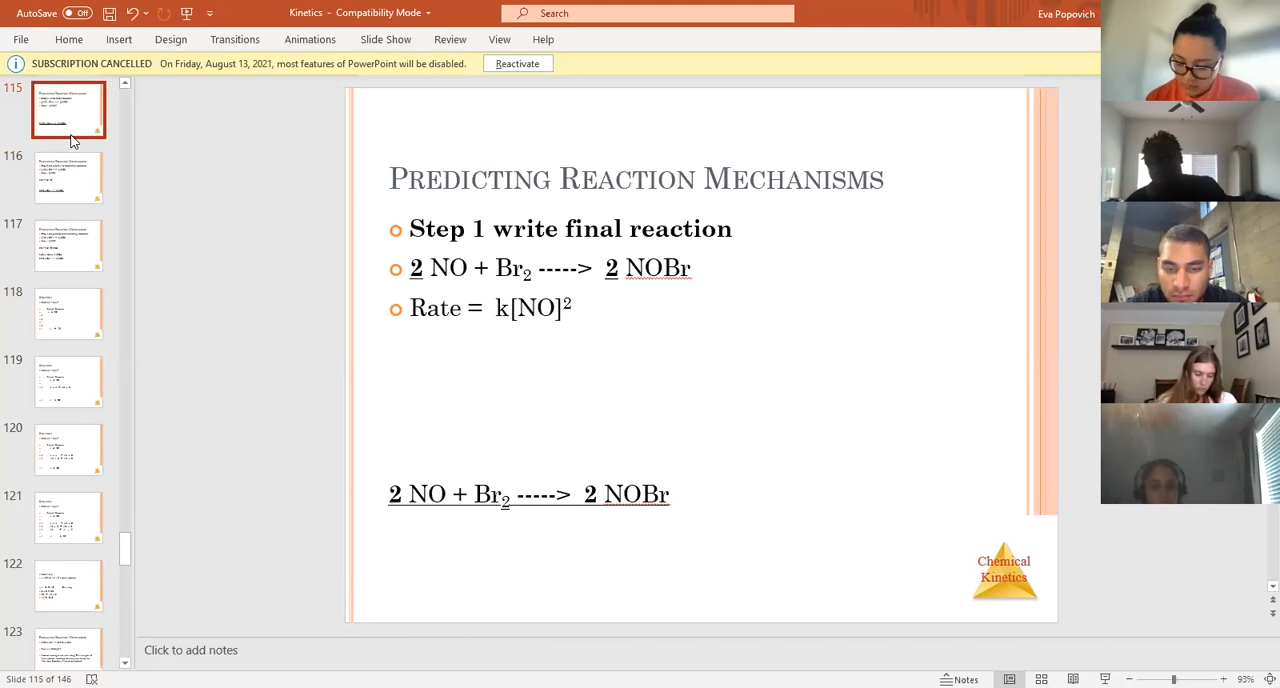 AutoSave Off
Kinetics - Compatibility Mode
Search
Eva Popovich
File Home Insert Design Transitions Animations Slide Show Review View Help
SUBSCRIPTION CANCELLED On Friday, August 13, 2021, most features of PowerPoint will be disabled. Reactivate
115
116
117
118
119
120
121
122
123
PREDICTING REACTION MECHANISMS
Step 1 write final reaction
2 NO + Br₂ -----> 2 NOBr
Rate = k[NO]²
2 NO + Br₂ -----> 2 NOBr
Chemical
Kinetics
Click to add notes
Slide 115 of 146
Notes
93%